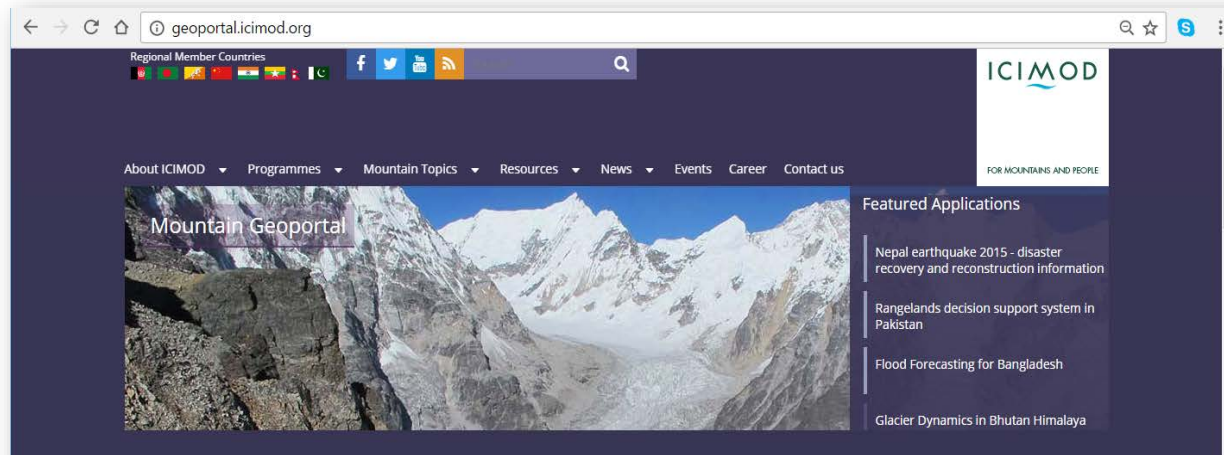 geoportal.icimod.org
Regional Member Countries
ICIMOD
FOR MOUNTAINS AND PEOPLE
About ICIMOD Programmes Mountain Topics Resources News Events Career Contact us
Mountain Geoportal
Featured Applications
Nepal earthquake 2015 - disaster
recovery and reconstruction information
Rangelands decision support system in
Pakistan
Flood Forecasting for Bangladesh
Glacier Dynamics in Bhutan Himalaya